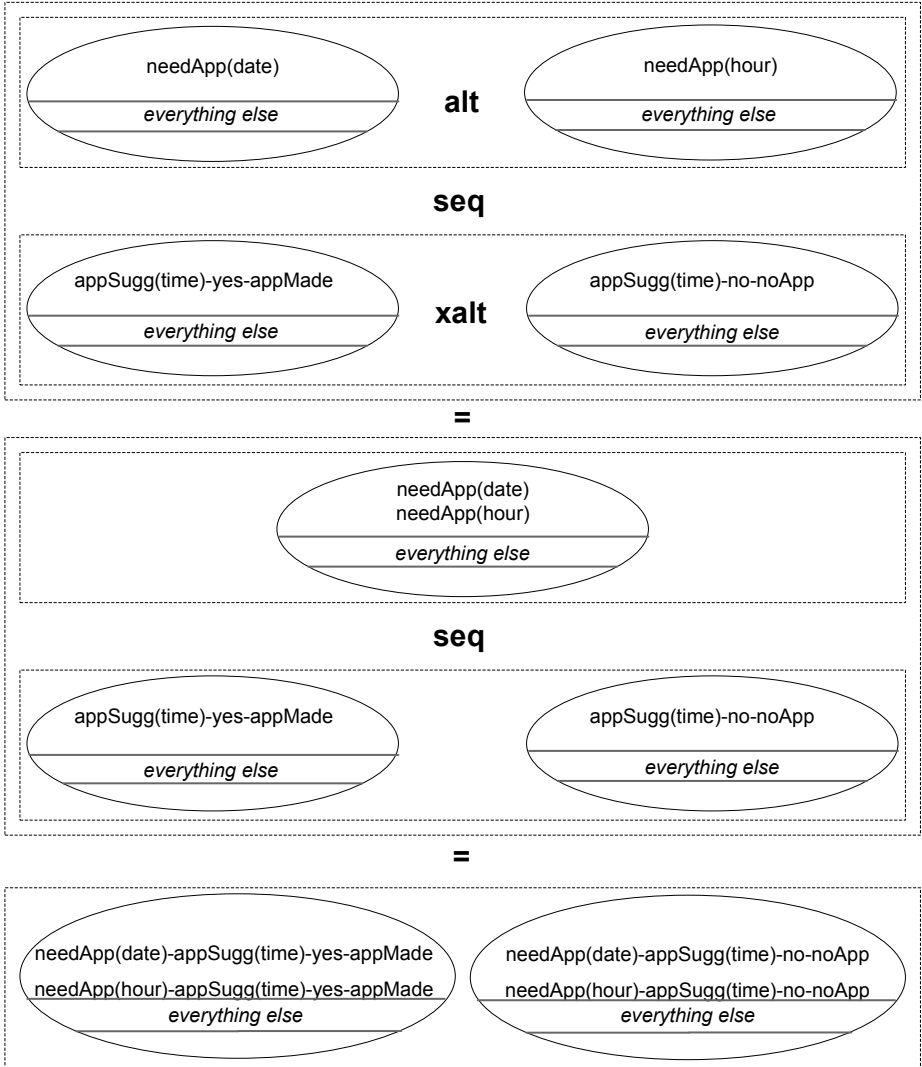 needApp(date)
needApp(hour)
everything else
alt
everything else
seq
appSugg(time)-yes-appMade
appSugg(time)-no-noApp
everything else
xalt
everything else
=
needApp(date)
needApp(hour)
everything else
seq
appSugg(time)-yes-appMade
appSugg(time)-no-noApp
everything else
everything else
=
needApp(date)-appSugg(time)-yes-appMade
needApp(date)-appSugg(time)-no-noApp
needApp(hour)-appSugg(time)-yes-appMade
needApp(hour)-appSugg(time)-no-noApp
everything else
everything else